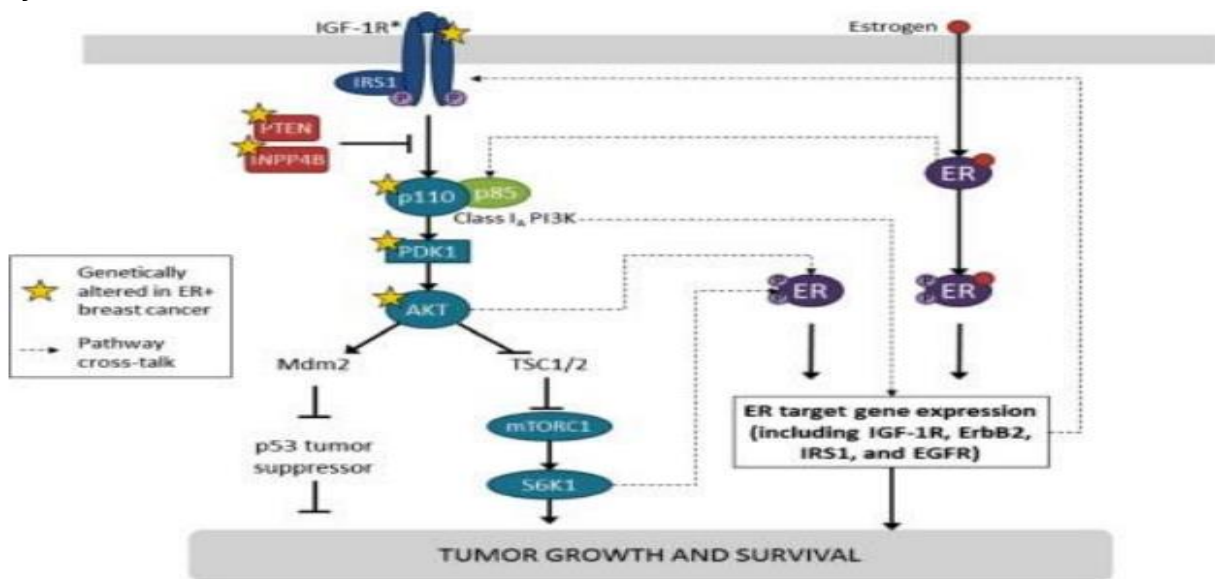 IGF-1R*
Estrogen
IRS1
P
P
PTEN
INPP4B
ER
p110
p85
Class IA PI3K
PDK1
Genetically
altered in ER+
breast cancer
Pathway
cross-talk
P
P
ER
P
P
ER
AKT
Mdm2
TSC1/2
ER target gene expression
(including IGF-1R, ErbB2,
IRS1, and EGFR)
mTORC1
p53 tumor
suppressor
S6K1
TUMOR GROWTH AND SURVIVAL